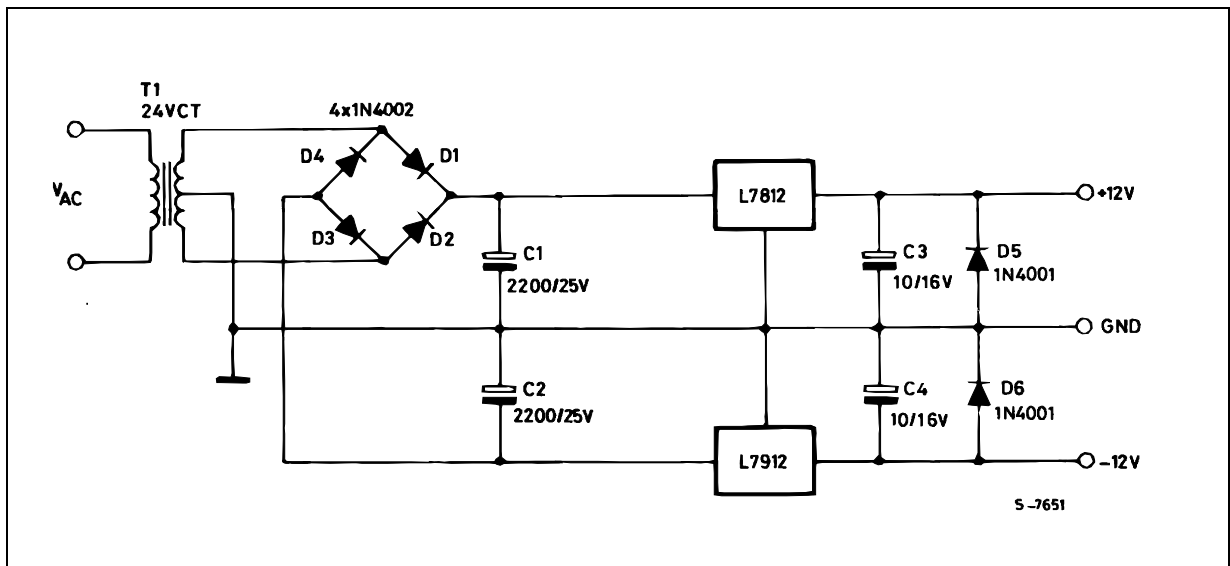 T1
24VCT
4x1N4002
D4
D1
VAC
L7812
+12V
D3
D2
C1
2200/25V
C3
10/16V
D5
1N4001
GND
C2
2200/25V
C4
10/16V
D6
1N4001
L7912
-12V
S-7651